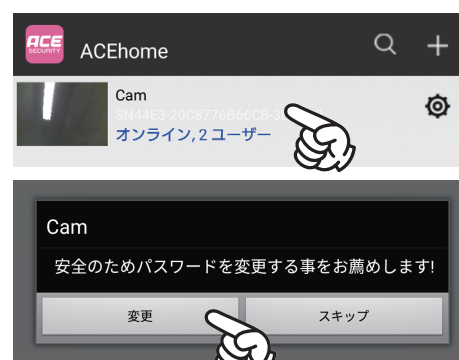 ACE
SECURITY
ACEhome
Cam
SN44E3-20C8776B66CB-3
オンライン,2 ユーザー
Cam
安全のためパスワードを変更する事をお薦めします!
変更
スキップ